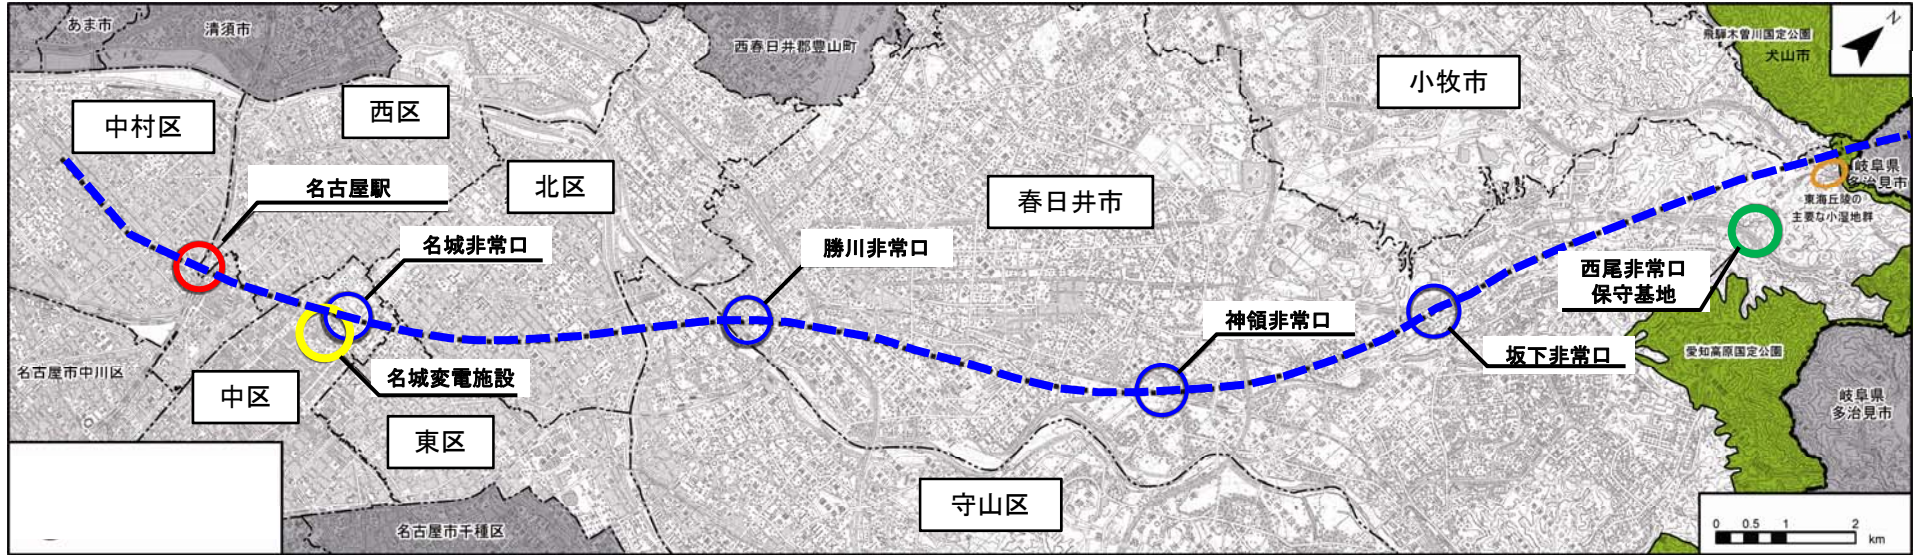 あま市
清須市
西春日井郡豊山町
飛騨木曽川国定公園
犬山市
N
中村区
西区
小牧市
北区
春日井市
名古屋駅
名城非常口
勝川非常口
岐阜県
多治見市
東海丘陵の
主要な小湿地群
西尾非常口
保守基地
神領非常口
坂下非常口
愛知高原国定公園
名古屋市中川区
名城変電施設
中区
東区
守山区
岐阜県
多治見市
名古屋市千種区
0 0.5 1 2
km